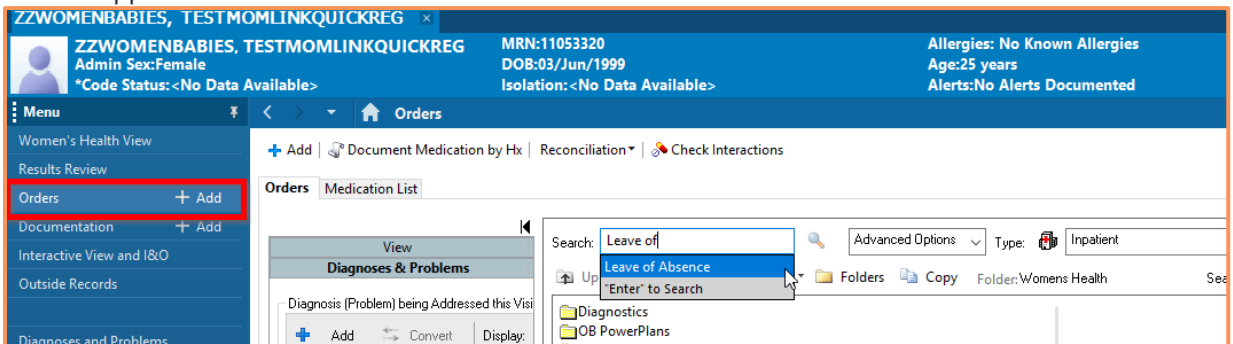 ZZWOMENBABIES, TESTMOMLINKQUICKREG ×
ZZWOMENBABIES, TESTMOMLINKQUICKREG
MRN:11053320
Allergies: No Known Allergies
Admin Sex:Female
DOB:03/Jun/1999
Age:25 years
*Code Status:<No Data Available>
Isolation:<No Data Available>
Alerts:No Alerts Documented
Menu
Orders
Women's Health View
Results Review
Orders + Add
Documentation + Add
Interactive View and I&O
Outside Records
Diagnoses and Problems
+ Add Document Medication by Hx Reconciliation Check Interactions
Orders Medication List
View
Diagnoses & Problems
Diagnosis (Problem) being Addressed this Visi
Add Convert Display:
Search: Leave of Advanced Options Type: Inpatient
Leave of Absence
"Enter" to Search
Up Folders Copy Folder: Womens Health Sea
Diagnostics
OB PowerPlans